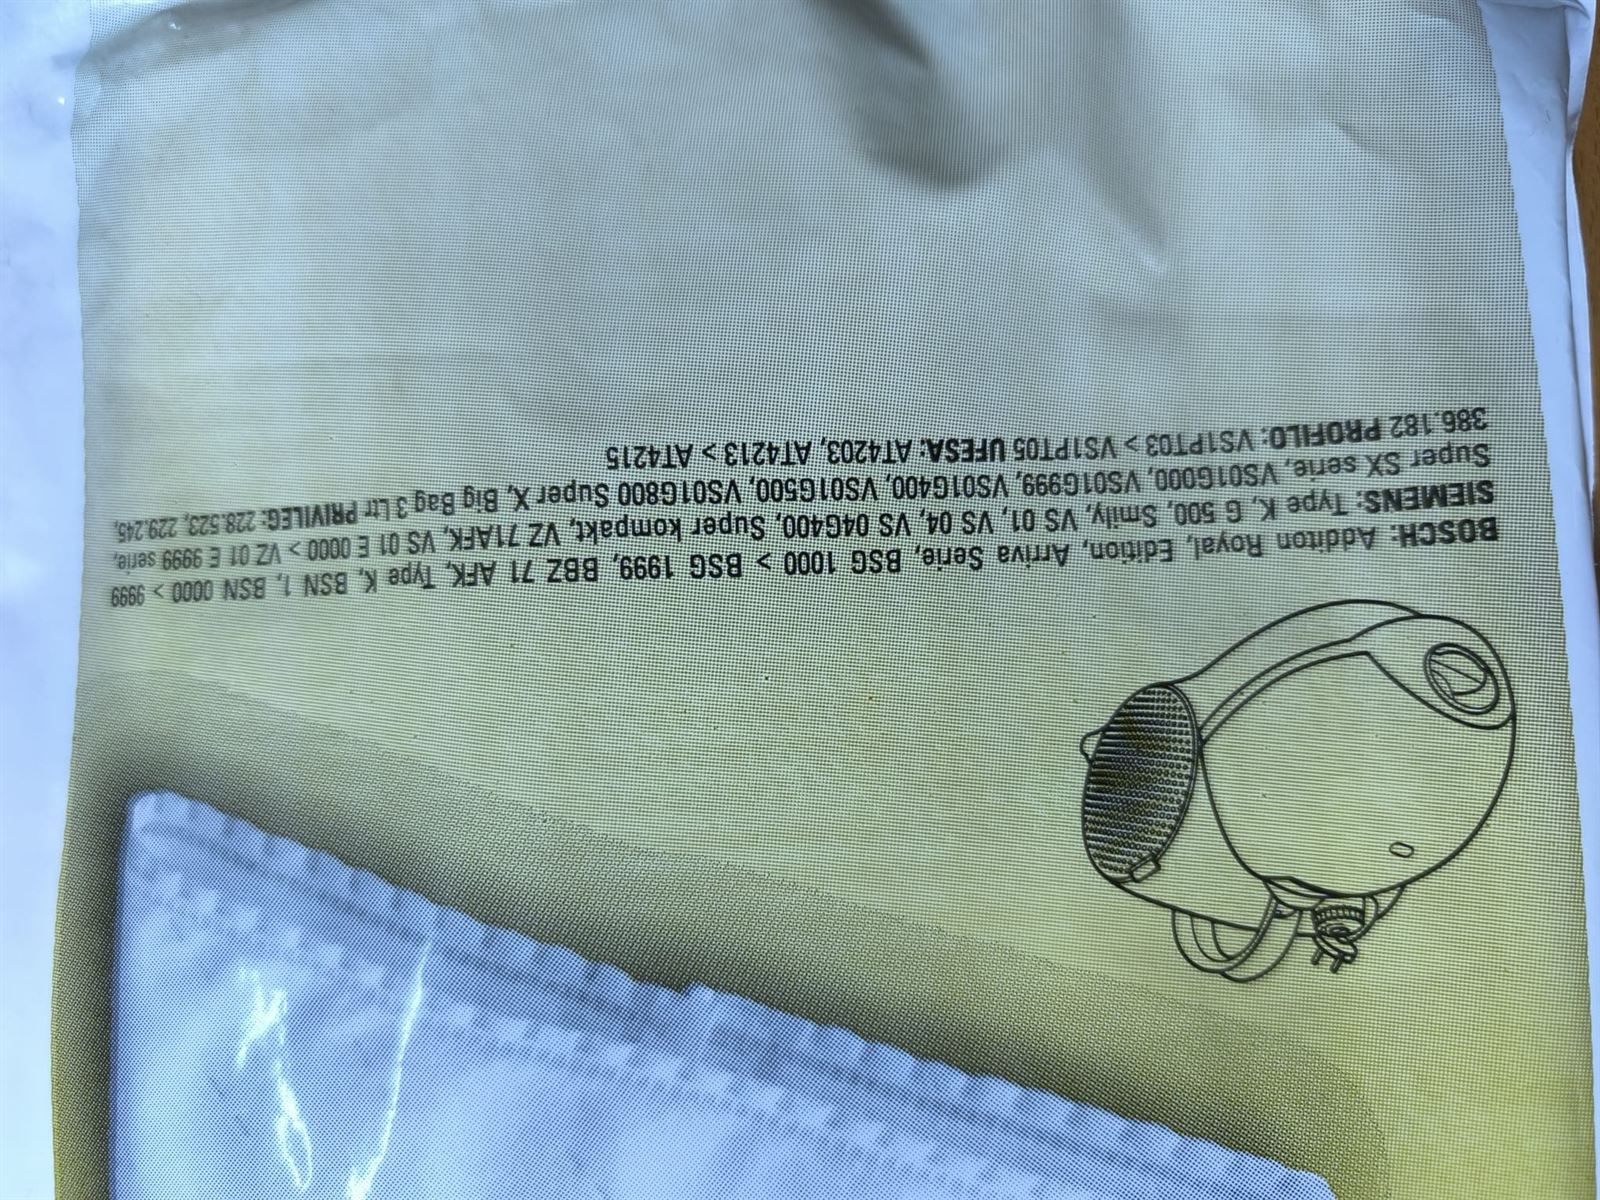 BOSCH: Additon Royal, Edition, Arriva Serie, BSG 1000 > BSG 1999, BBZ 71 AFK, Type K, BSN 1, BSN 0000 > 9999
SIEMENS: Type K, G 500, Smily, VS 01, VS 04, VS 04G400, Super kompakt, VZ 71AFK, VS 01 E 0000 > VZ 01 E 9999 serie,
Super SX serie, VS01G000, VS01G999, VS01G400, VS01G500, VS01G800 Super X, Big Bag 3 Ltr PRIVILEG: 228.523, 229.245,
386.182 PROFILO: VS1PT03 > VS1PT05 UFESA: AT4203, AT4213 > AT4215